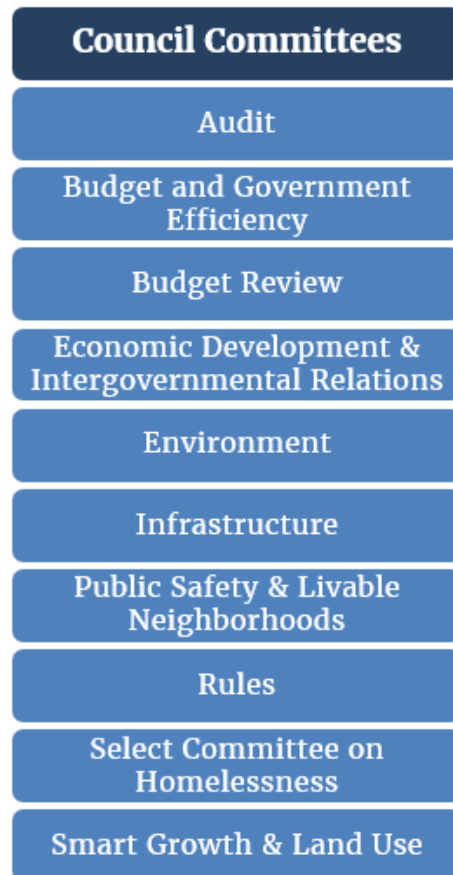 Council Committees
Audit
Budget and Government
Efficiency
Budget Review
Economic Development &
Intergovernmental Relations
Environment
Infrastructure
Public Safety & Livable
Neighborhoods
Rules
Select Committee on
Homelessness
Smart Growth & Land Use